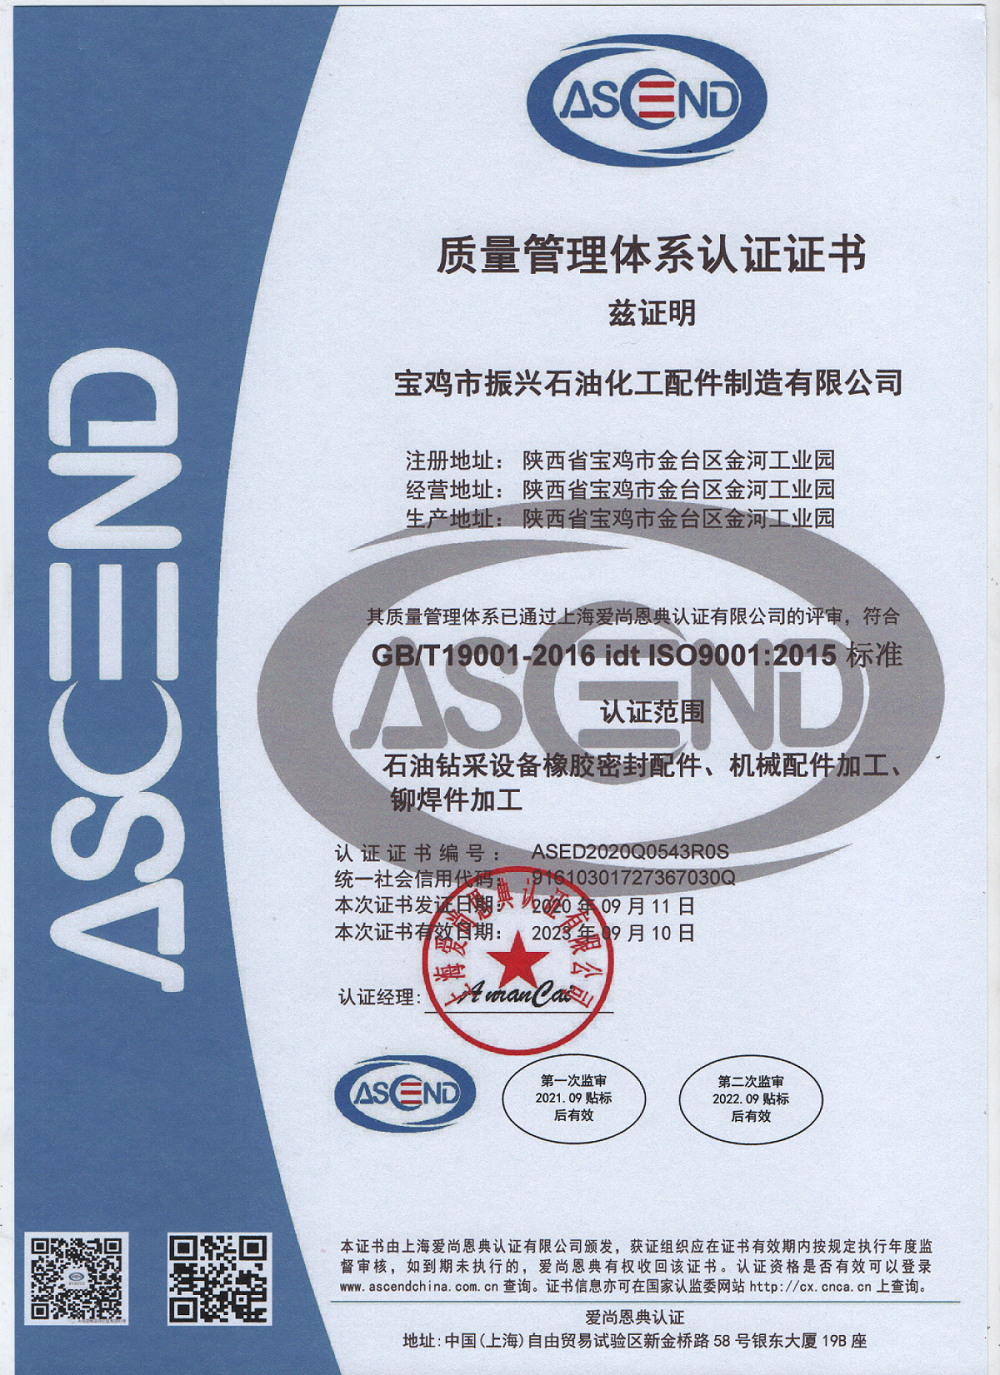 ASCEND
质量管理体系认证证书
兹证明
宝鸡市振兴石油化工配件制造有限公司
注册地址： 陕西省宝鸡市金台区金河工业园
经营地址： 陕西省宝鸡市金台区金河工业园
生产地址： 陕西省宝鸡市金台区金河工业园
其质量管理体系已通过上海爱尚恩典认证有限公司的评审，符合
GB/T19001-2016 idt ISO9001:2015 标准
认证范围
石油钻采设备橡胶密封配件、机械配件加工、
铆焊件加工
ASCEND
ASCEND
认证证书编号： ASED2020Q0543R0S
统一社会信用代码： 91610301727367030Q
本次证书发证日期： 2020 年 09 月 11 日
本次证书有效日期： 2023 年 09 月 10 日
上海爱尚恩典认证有限公司
认证经理: AnranCai
ASCEND
第一次监审
2021.09 贴标
后有效
第二次监审
2022.09 贴标
后有效
本证书由上海爱尚恩典认证有限公司颁发，获证组织应在证书有效期内按规定执行年度监
督审核，如到期未执行的，爱尚恩典有权收回该证书。认证资格是否有效可以登录
www.ascendchina.com.cn 查询。证书信息亦可在国家认监委网站 http://cx.cnca.cn 上查询。
爱尚恩典认证
地址:中国(上海)自由贸易试验区新金桥路 58 号银东大厦 19B 座